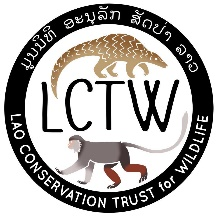 ມູນນິທິ ອະນຸລັກ ສັດປ່າ ລາວ
LCTW
LAO CONSERVATION TRUST for WILDLIFE